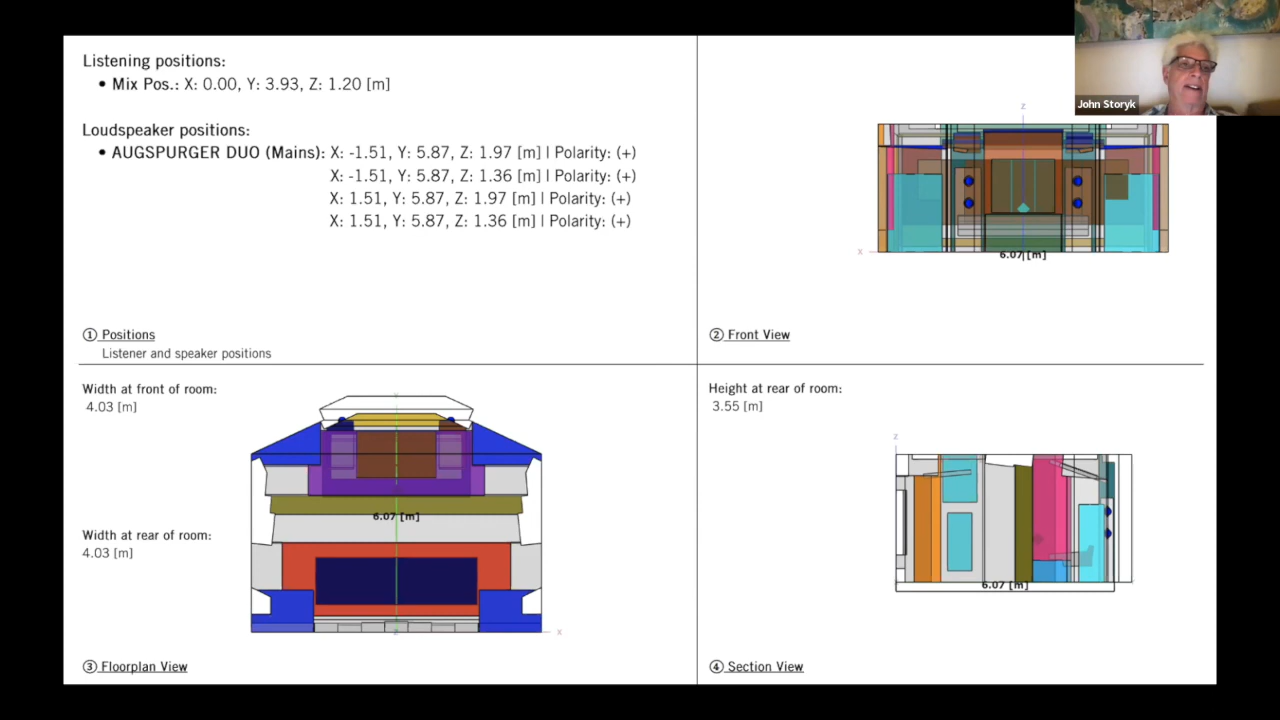 Listening positions:
• Mix Pos.: X: 0.00, Y: 3.93, Z: 1.20 [m]
Loudspeaker positions:
• AUGSPURGER DUO (Mains): X: -1.51, Y: 5.87, Z: 1.97 [m] | Polarity: (+)
X: -1.51, Y: 5.87, Z: 1.36 [m] | Polarity: (+)
X: 1.51, Y: 5.87, Z: 1.97 [m] | Polarity: (+)
X: 1.51, Y: 5.87, Z: 1.36 [m] | Polarity: (+)
① Positions
Listener and speaker positions
John Storyk
Z
X
6.07 [m]
② Front View
Width at front of room:
4.03 [m]
Y
6.07 [m]
Width at rear of room:
4.03 [m]
Z
X
③ Floorplan View
Height at rear of room:
3.55 [m]
Z
6.07 [m]
④ Section View